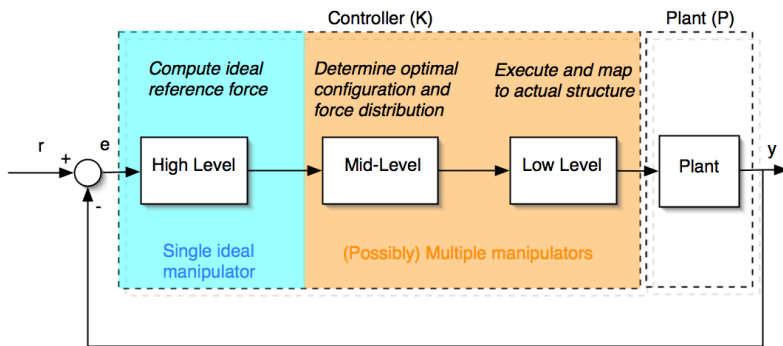 Controller (K)
Plant (P)
Compute ideal
reference force
Determine optimal
configuration and
force distribution
Execute and map
to actual structure
r
+
e
-
High Level
Mid-Level
Low Level
Plant
y
Single ideal
manipulator
(Possibly) Multiple manipulators